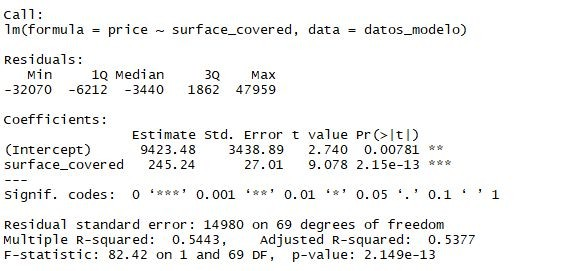 Call:
lm(formula = price ~ surface_covered, data = datos_modelo)
Residuals:
Min 1Q Median 3Q Max
-32070 -6212 -3440 1862 47959
Coefficients:
Estimate Std. Error t value Pr(>|t|)
(Intercept) 9423.48 3438.89 2.740 0.00781 **
surface_covered 245.24 27.01 9.078 2.15e-13 ***
---
Signif. codes: 0 ‘***’ 0.001 ‘**’ 0.01 ‘*’ 0.05 ‘.’ 0.1 ‘ ’ 1
Residual standard error: 14980 on 69 degrees of freedom
Multiple R-squared: 0.5443, Adjusted R-squared: 0.5377
F-statistic: 82.42 on 1 and 69 DF, p-value: 2.149e-13